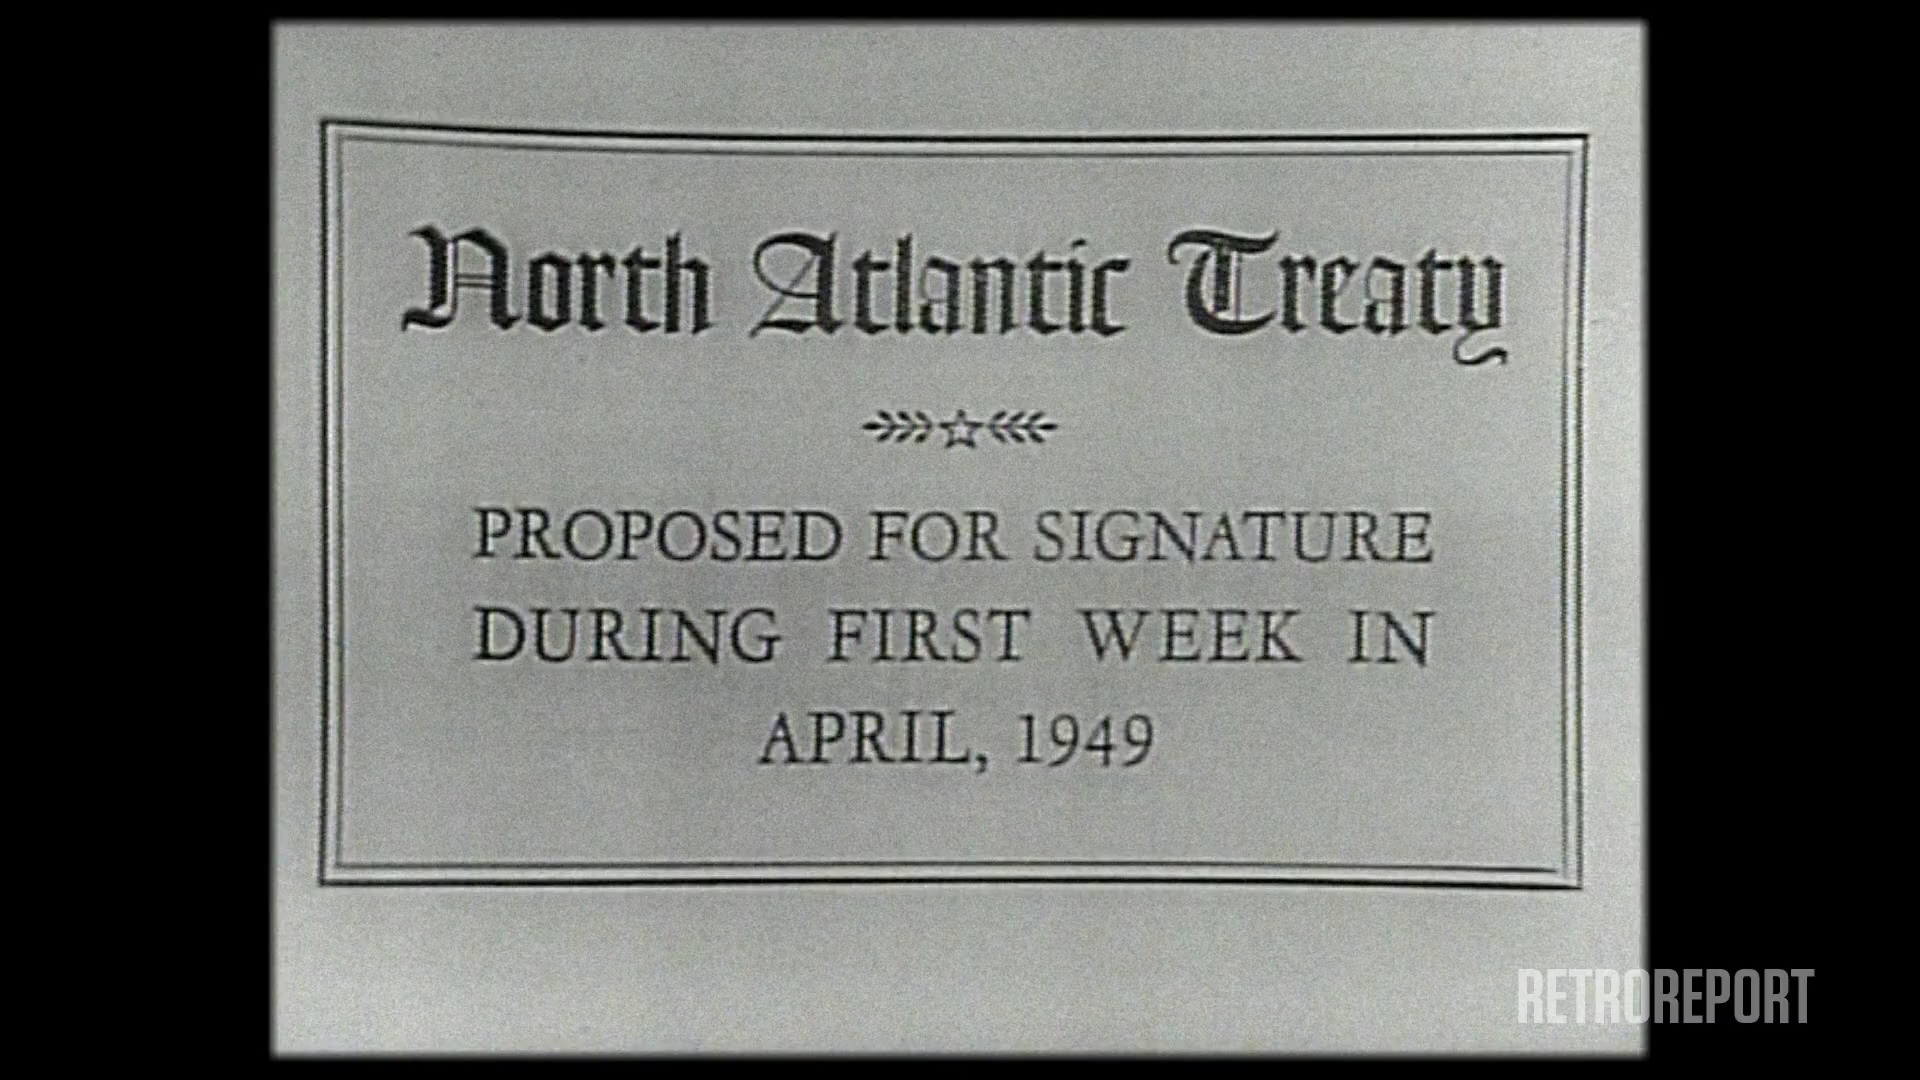 North Atlantic Treaty
PROPOSED FOR SIGNATURE
DURING FIRST WEEK IN
APRIL, 1949
RETROREPORT